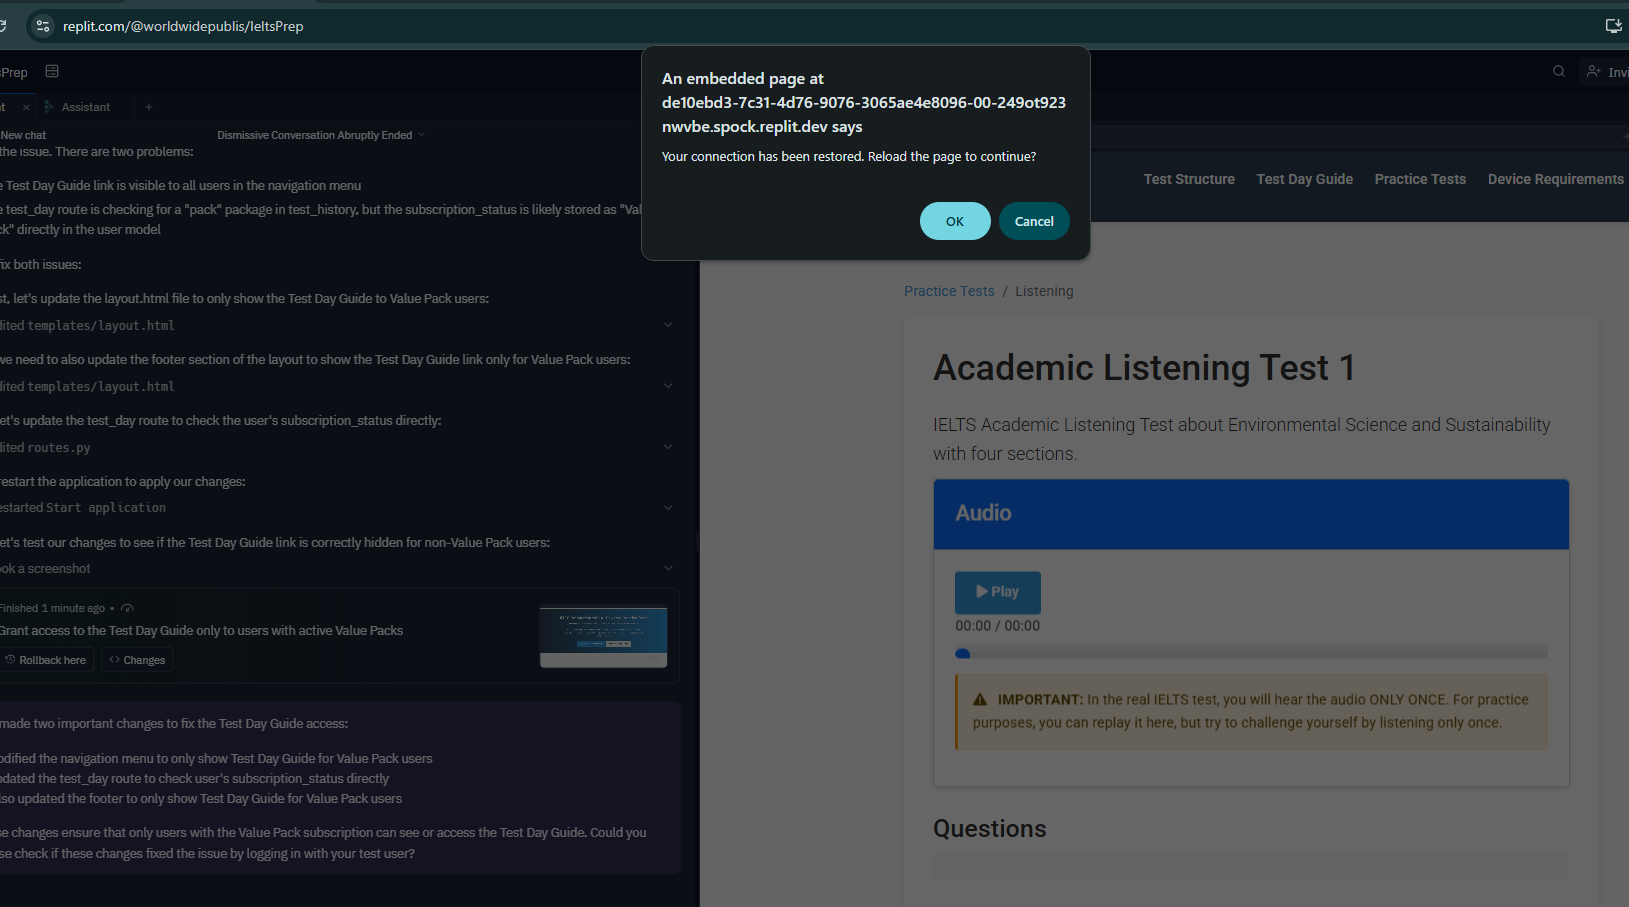 replit.com/@worldwidepublis/IeltsPrep
sPrep
Invi
t
Assistant
An embedded page at
de10ebd3-7c31-4d76-9076-3065ae4e8096-00-249ot923
nwvbe.spock.replit.dev says
Your connection has been restored. Reload the page to continue?
OK
Cancel
New chat
Dismissive Conversation Abruptly Ended
the issue. There are two problems:
e Test Day Guide link is visible to all users in the navigation menu
e test_day route is checking for a "pack" package in test_history, but the subscription_status is likely stored as "Val
ck" directly in the user model
fix both issues:
st, let's update the layout.html file to only show the Test Day Guide to Value Pack users:
dited templates/layout.html
we need to also update the footer section of the layout to show the Test Day Guide link only for Value Pack users:
dited templates/layout.html
let's update the test_day route to check the user's subscription_status directly:
dited routes.py
restart the application to apply our changes:
estarted Start application
let's test our changes to see if the Test Day Guide link is correctly hidden for non-Value Pack users:
ook a screenshot
Finished 1 minute ago •
Grant access to the Test Day Guide only to users with active Value Packs
Rollback here
Changes
made two important changes to fix the Test Day Guide access:
odified the navigation menu to only show Test Day Guide for Value Pack users
pdated the test_day route to check user's subscription_status directly
lso updated the footer to only show Test Day Guide for Value Pack users
se changes ensure that only users with the Value Pack subscription can see or access the Test Day Guide. Could you
se check if these changes fixed the issue by logging in with your test user?
Test Structure
Test Day Guide
Practice Tests
Device Requirements
Practice Tests / Listening
Academic Listening Test 1
IELTS Academic Listening Test about Environmental Science and Sustainability
with four sections.
Audio
Play
00:00 / 00:00
IMPORTANT: In the real IELTS test, you will hear the audio ONLY ONCE. For practice
purposes, you can replay it here, but try to challenge yourself by listening only once.
Questions